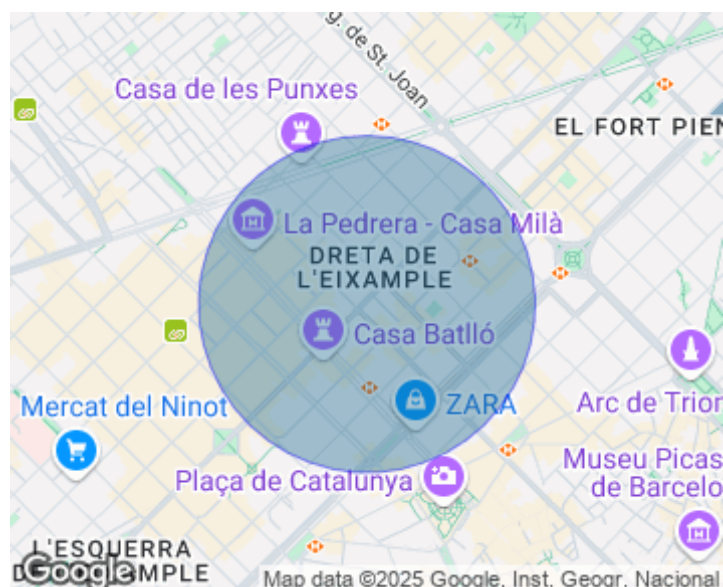 g. de St. Joan
Casa de les Punxes
EL FORT PIEN
La Pedrera - Casa Milà
DRETA DE
L'EIXAMPLE
Casa Batlló
ZARA
Arc de Trion
Mercat del Ninot
Plaça de Catalunya
Museu Picas
de Barcelo
L'ESQUERRA
DE L'EIXAMPLE
Google
Map data ©2025 Google, Inst. Geogr. Nacional